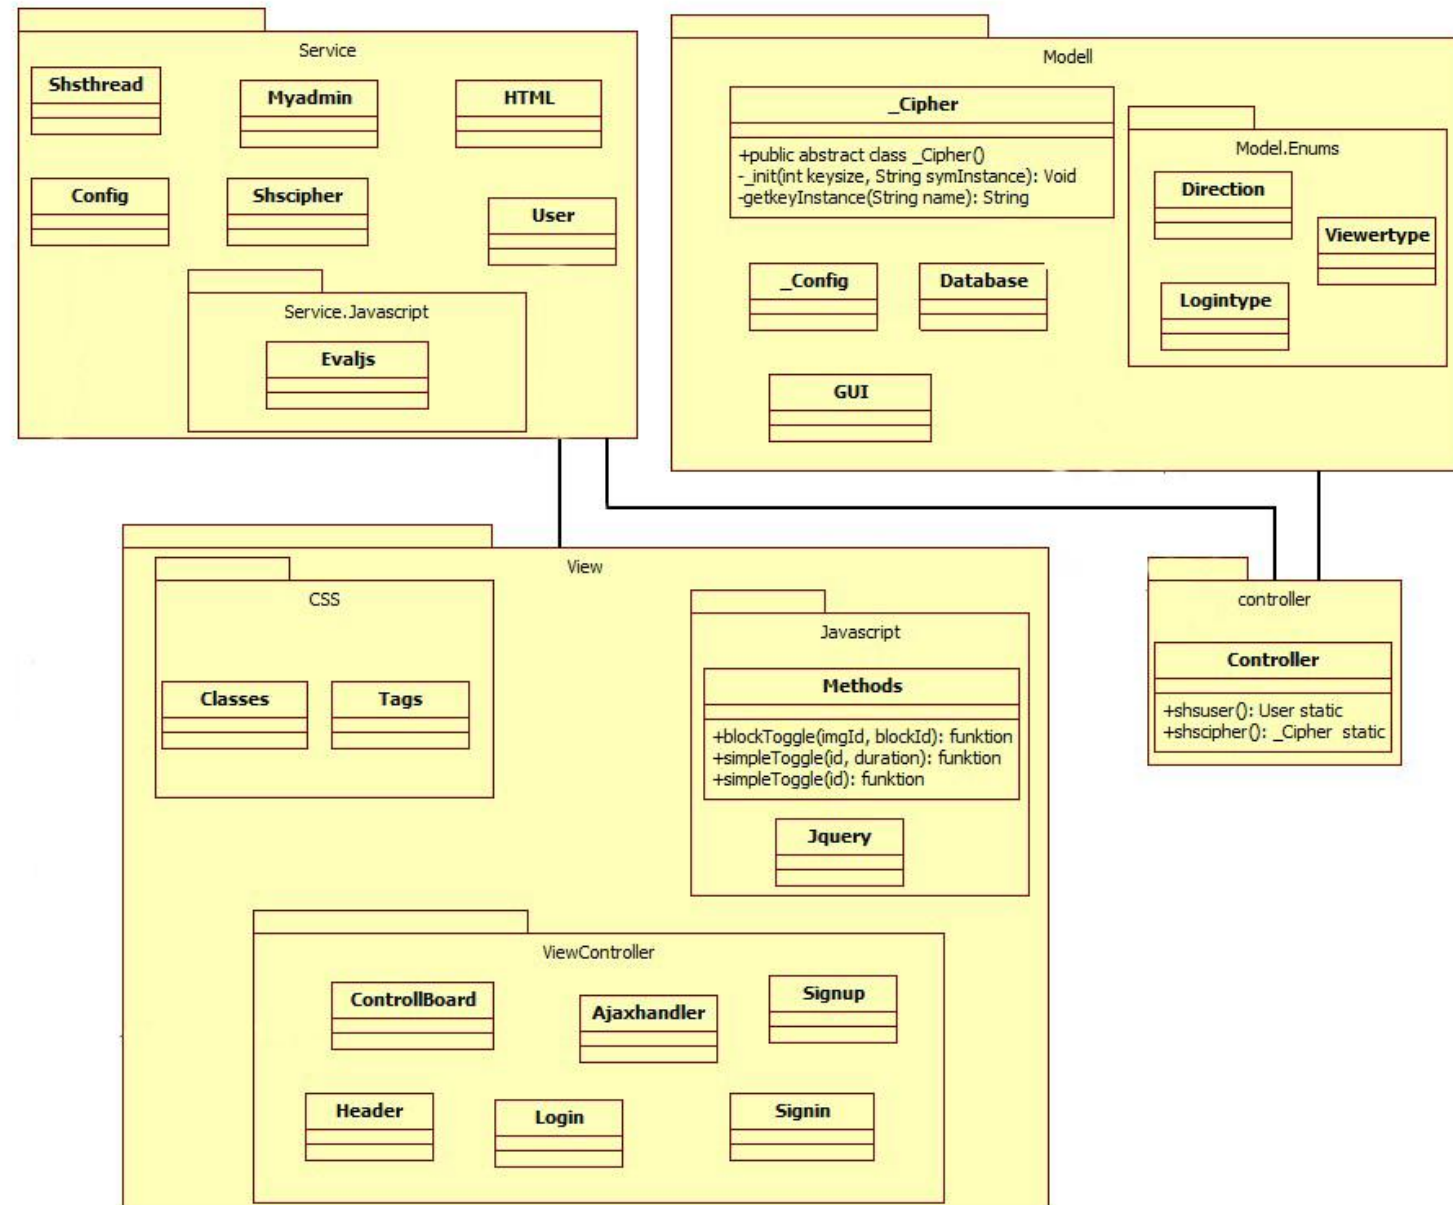 Service
Shsthread
Myadmin
HTML
Config
Shscipher
User
Service.Javascript
Evaljs
Modell
_Cipher
+public abstract class _Cipher()
-_init(int keysize, String symInstance): Void
-getkeyInstance(String name): String
Model.Enums
Direction
Viewertype
Logintype
_Config
Database
GUI
View
CSS
Classes
Tags
Javascript
Methods
+blockToggle(imgId, blockId): funktion
+simpleToggle(id, duration): funktion
+simpleToggle(id): funktion
Jquery
controller
Controller
+shsuser(): User static
+shscipher(): _Cipher static
ViewController
ControllBoard
Ajaxhandler
Signup
Header
Login
Signin